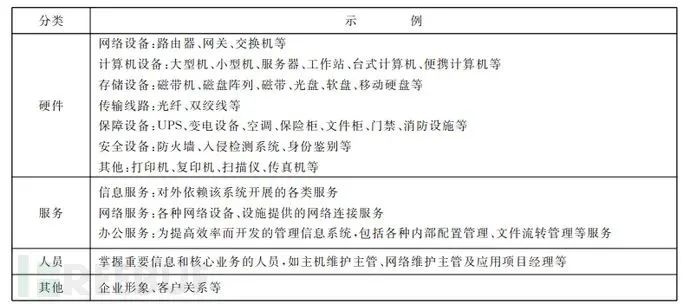 分类 示例
硬件
网络设备:路由器、网关、交换机等
计算机设备:大型机、小型机、服务器、工作站、台式计算机、便携计算机等
存储设备:磁带机、磁盘阵列、磁带、光盘、软盘、移动硬盘等
传输线路:光纤、双绞线等
保障设备:UPS、变电设备、空调、保险柜、文件柜、门禁、消防设施等
安全设备:防火墙、入侵检测系统、身份鉴别等
其他:打印机、复印机、扫描仪、传真机等
服务
信息服务:对外依赖该系统开展的各类服务
网络服务:各种网络设备、设施提供的网络连接服务
办公服务:为提高效率而开发的管理信息系统,包括各种内部配置管理、文件流转管理等服务
人员 掌握重要信息和核心业务的人员,如主机维护主管、网络维护主管及应用项目经理等
其他 企业形象、客户关系等